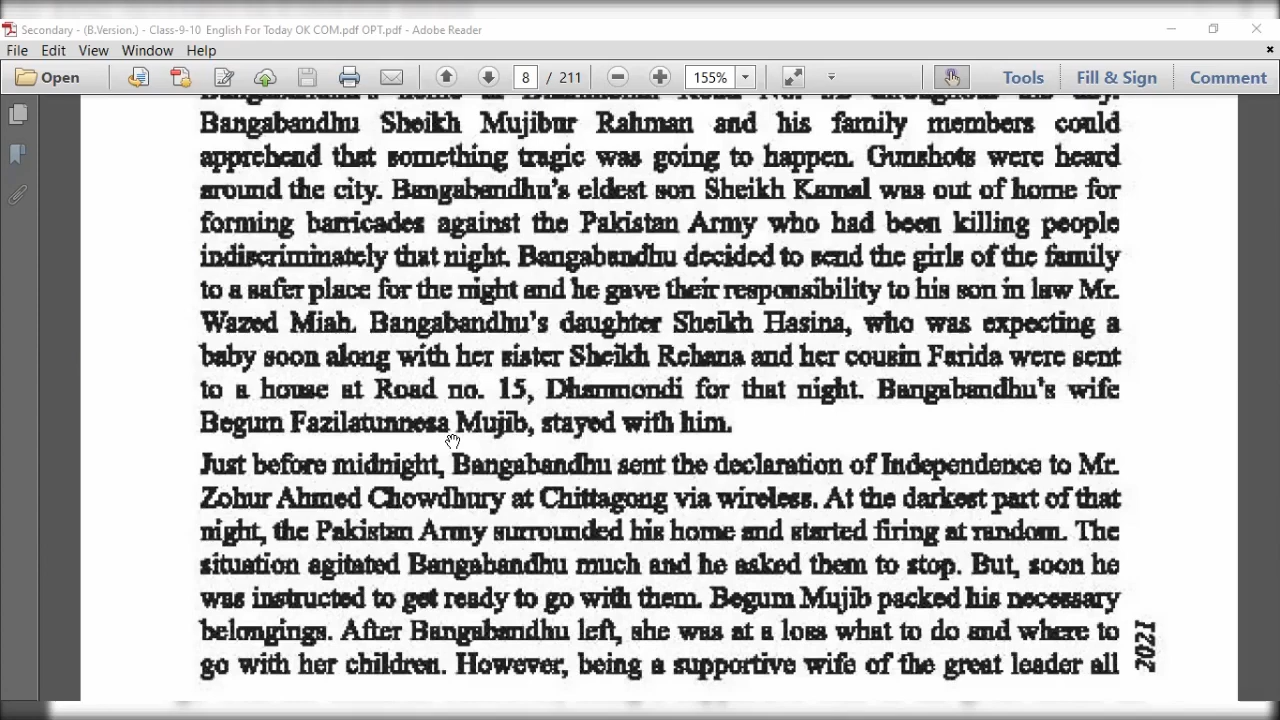 Secondary - (B.Version.) - Class-9-10 English For Today OK COM.pdf OPT.pdf - Adobe Reader
File Edit View Window Help
Open 8 / 211 155% Tools Fill & Sign Comment
Bangabandhu Sheikh Mujibur Rahman and his family members could
apprehend that something tragic was going to happen. Gunshots were heard
around the city. Bangabandhu's eldest son Sheikh Kamal was out of home for
forming barricades against the Pakistan Army who had been killing people
indiscriminately that night. Bangabandhu decided to send the girls of the family
to a safer place for the night and he gave their responsibility to his son in law Mr.
Wazed Miah. Bangabandhu's daughter Sheikh Hasina, who was expecting a
baby soon along with her sister Sheikh Rehana and her cousin Farida were sent
to a house at Road no. 15, Dhanmondi for that night. Bangabandhu's wife
Begum Fazilatunnesa Mujib, stayed with him.
Just before midnight, Bangabandhu sent the declaration of Independence to Mr.
Zohur Ahmed Chowdhury at Chittagong via wireless. At the darkest part of that
night, the Pakistan Army surrounded his home and started firing at random. The
situation agitated Bangabandhu much and he asked them to stop. But, soon he
was instructed to get ready to go with them. Begum Mujib packed his necessary
belongings. After Bangabandhu left, she was at a loss what to do and where to
go with her children. However, being a supportive wife of the great leader all
2021